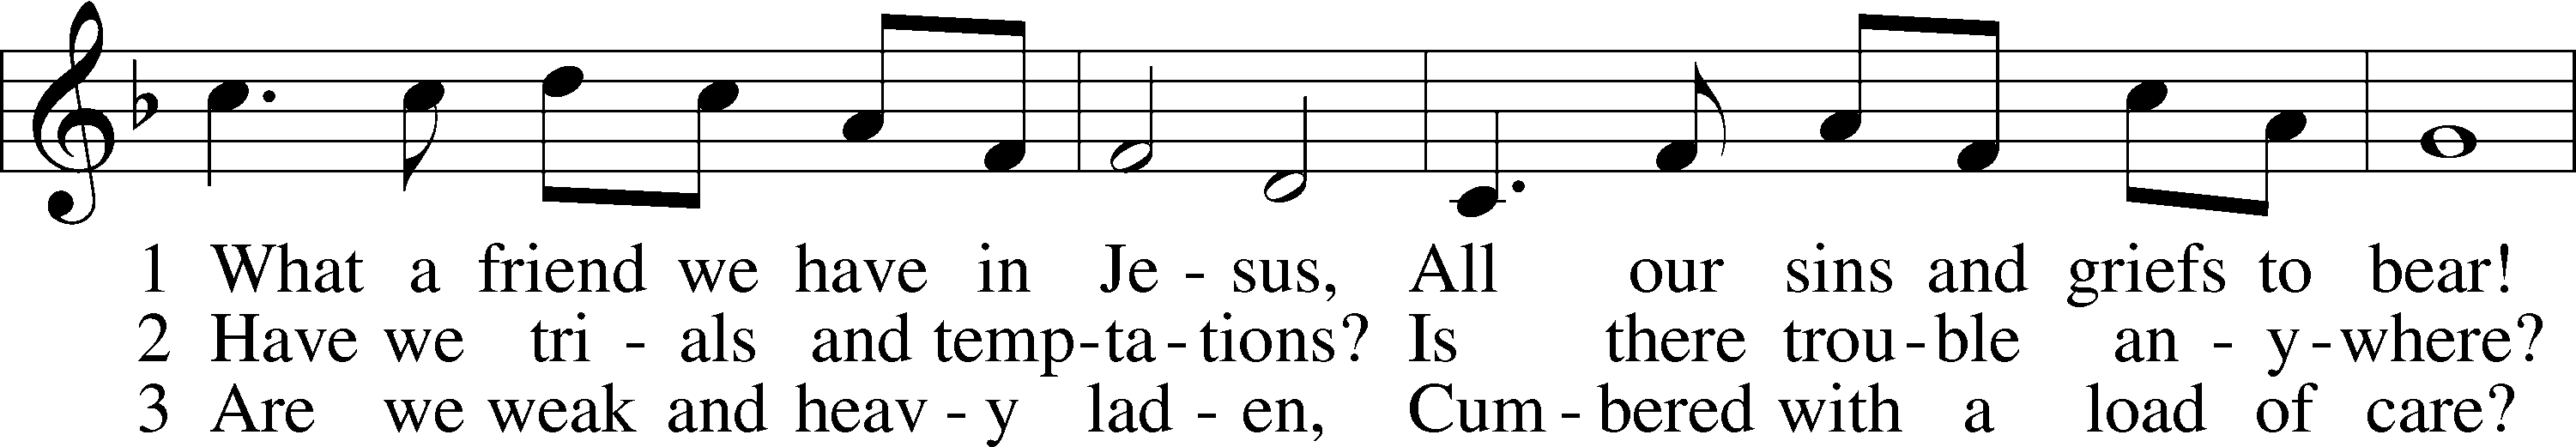 1 What a friend we have in Je - sus, All our sins and griefs to bear!
2 Have we tri - als and temp-ta-tions? Is there trou-ble an - y-where?
3 Are we weak and heav - y lad - en, Cum - bered with a load of care?